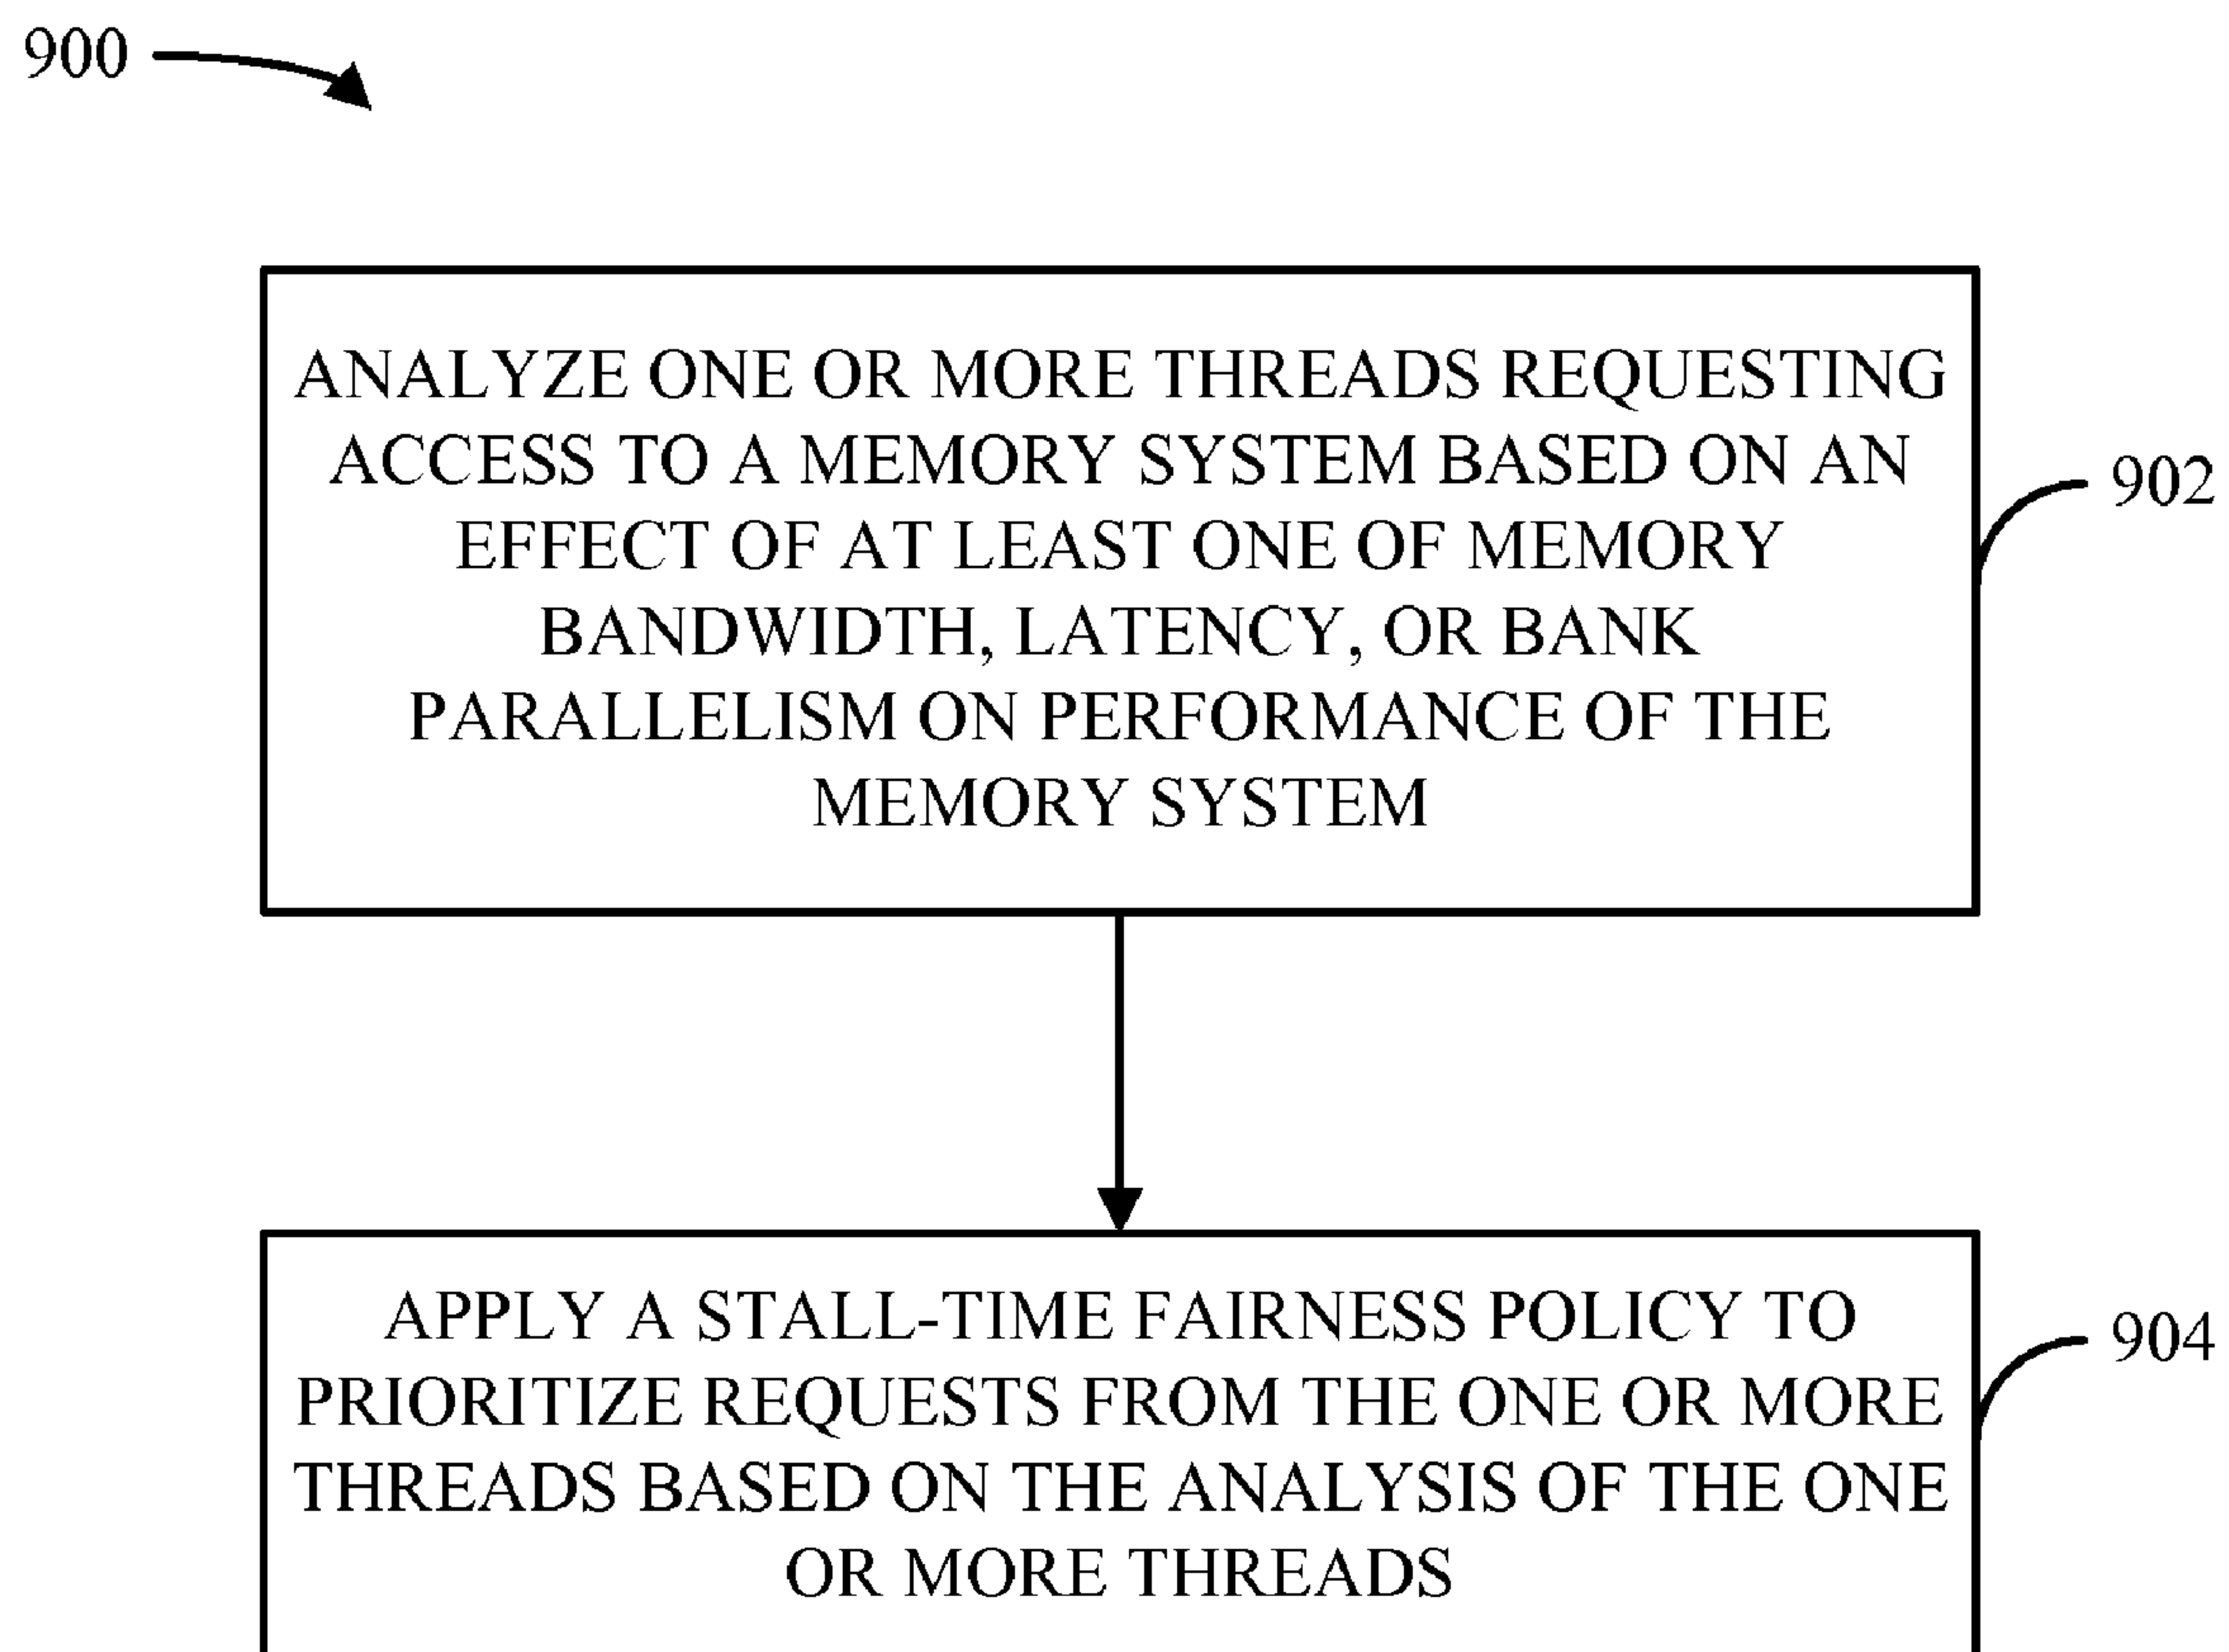 900
ANALYZE ONE OR MORE THREADS REQUESTING
ACCESS TO A MEMORY SYSTEM BASED ON AN
EFFECT OF AT LEAST ONE OF MEMORY
BANDWIDTH, LATENCY, OR BANK
PARALLELISM ON PERFORMANCE OF THE
MEMORY SYSTEM
902
APPLY A STALL-TIME FAIRNESS POLICY TO
PRIORITIZE REQUESTS FROM THE ONE OR MORE
THREADS BASED ON THE ANALYSIS OF THE ONE
OR MORE THREADS
904